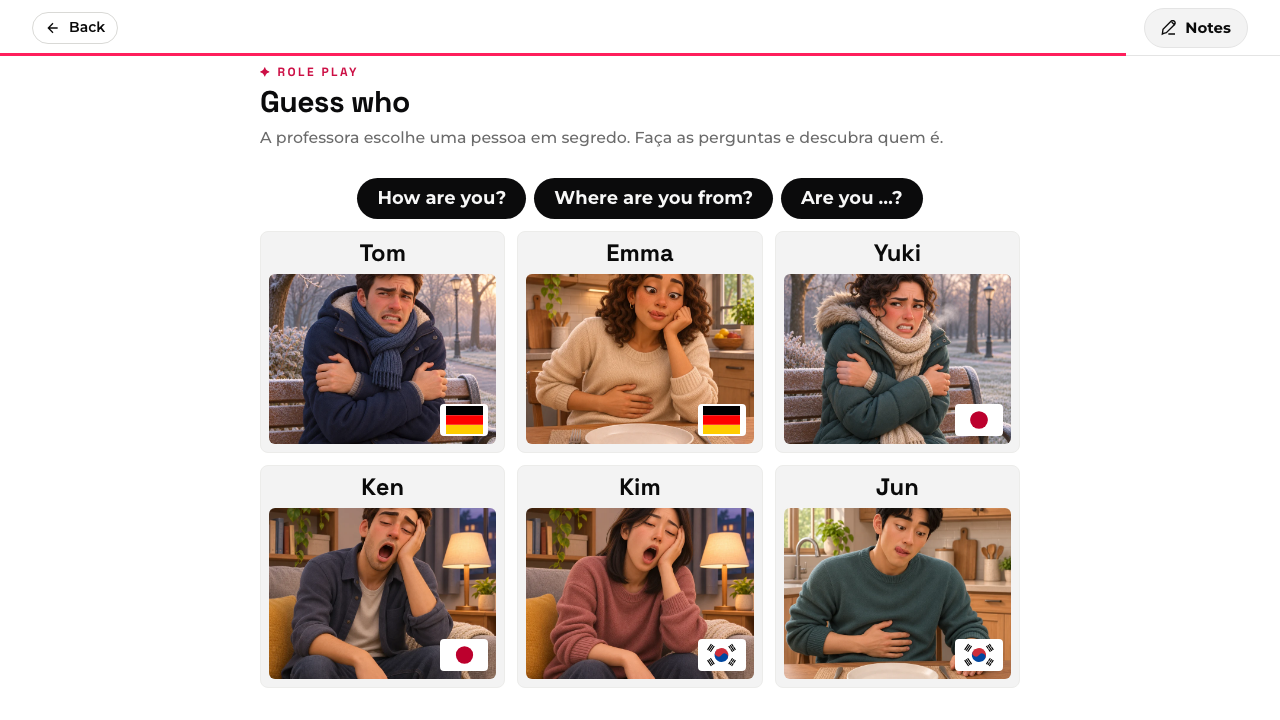 Back
Notes
ROLE PLAY
Guess who
A professora escolhe uma pessoa em segredo. Faça as perguntas e descubra quem é.
How are you? Where are you from? Are you ...?
Tom Emma Yuki
Ken Kim Jun